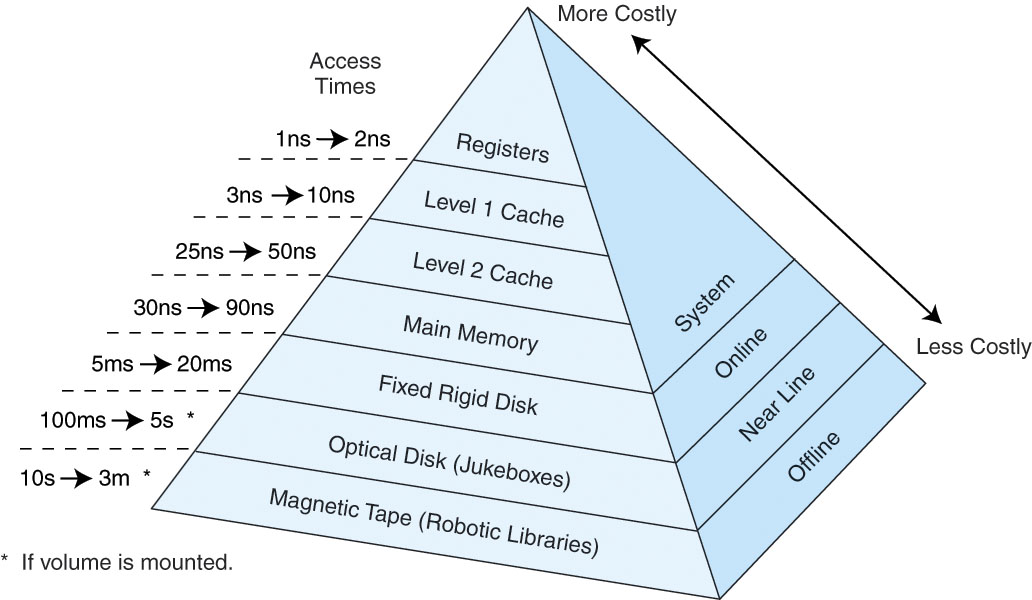 More Costly
Access
Times
1ns → 2ns
Registers
3ns → 10ns
Level 1 Cache
25ns → 50ns
Level 2 Cache
System
30ns → 90ns
Main Memory
Online
Less Costly
5ms → 20ms
Fixed Rigid Disk
Near Line
100ms → 5s *
Optical Disk (Jukeboxes)
Offline
10s → 3m *
Magnetic Tape (Robotic Libraries)
* If volume is mounted.